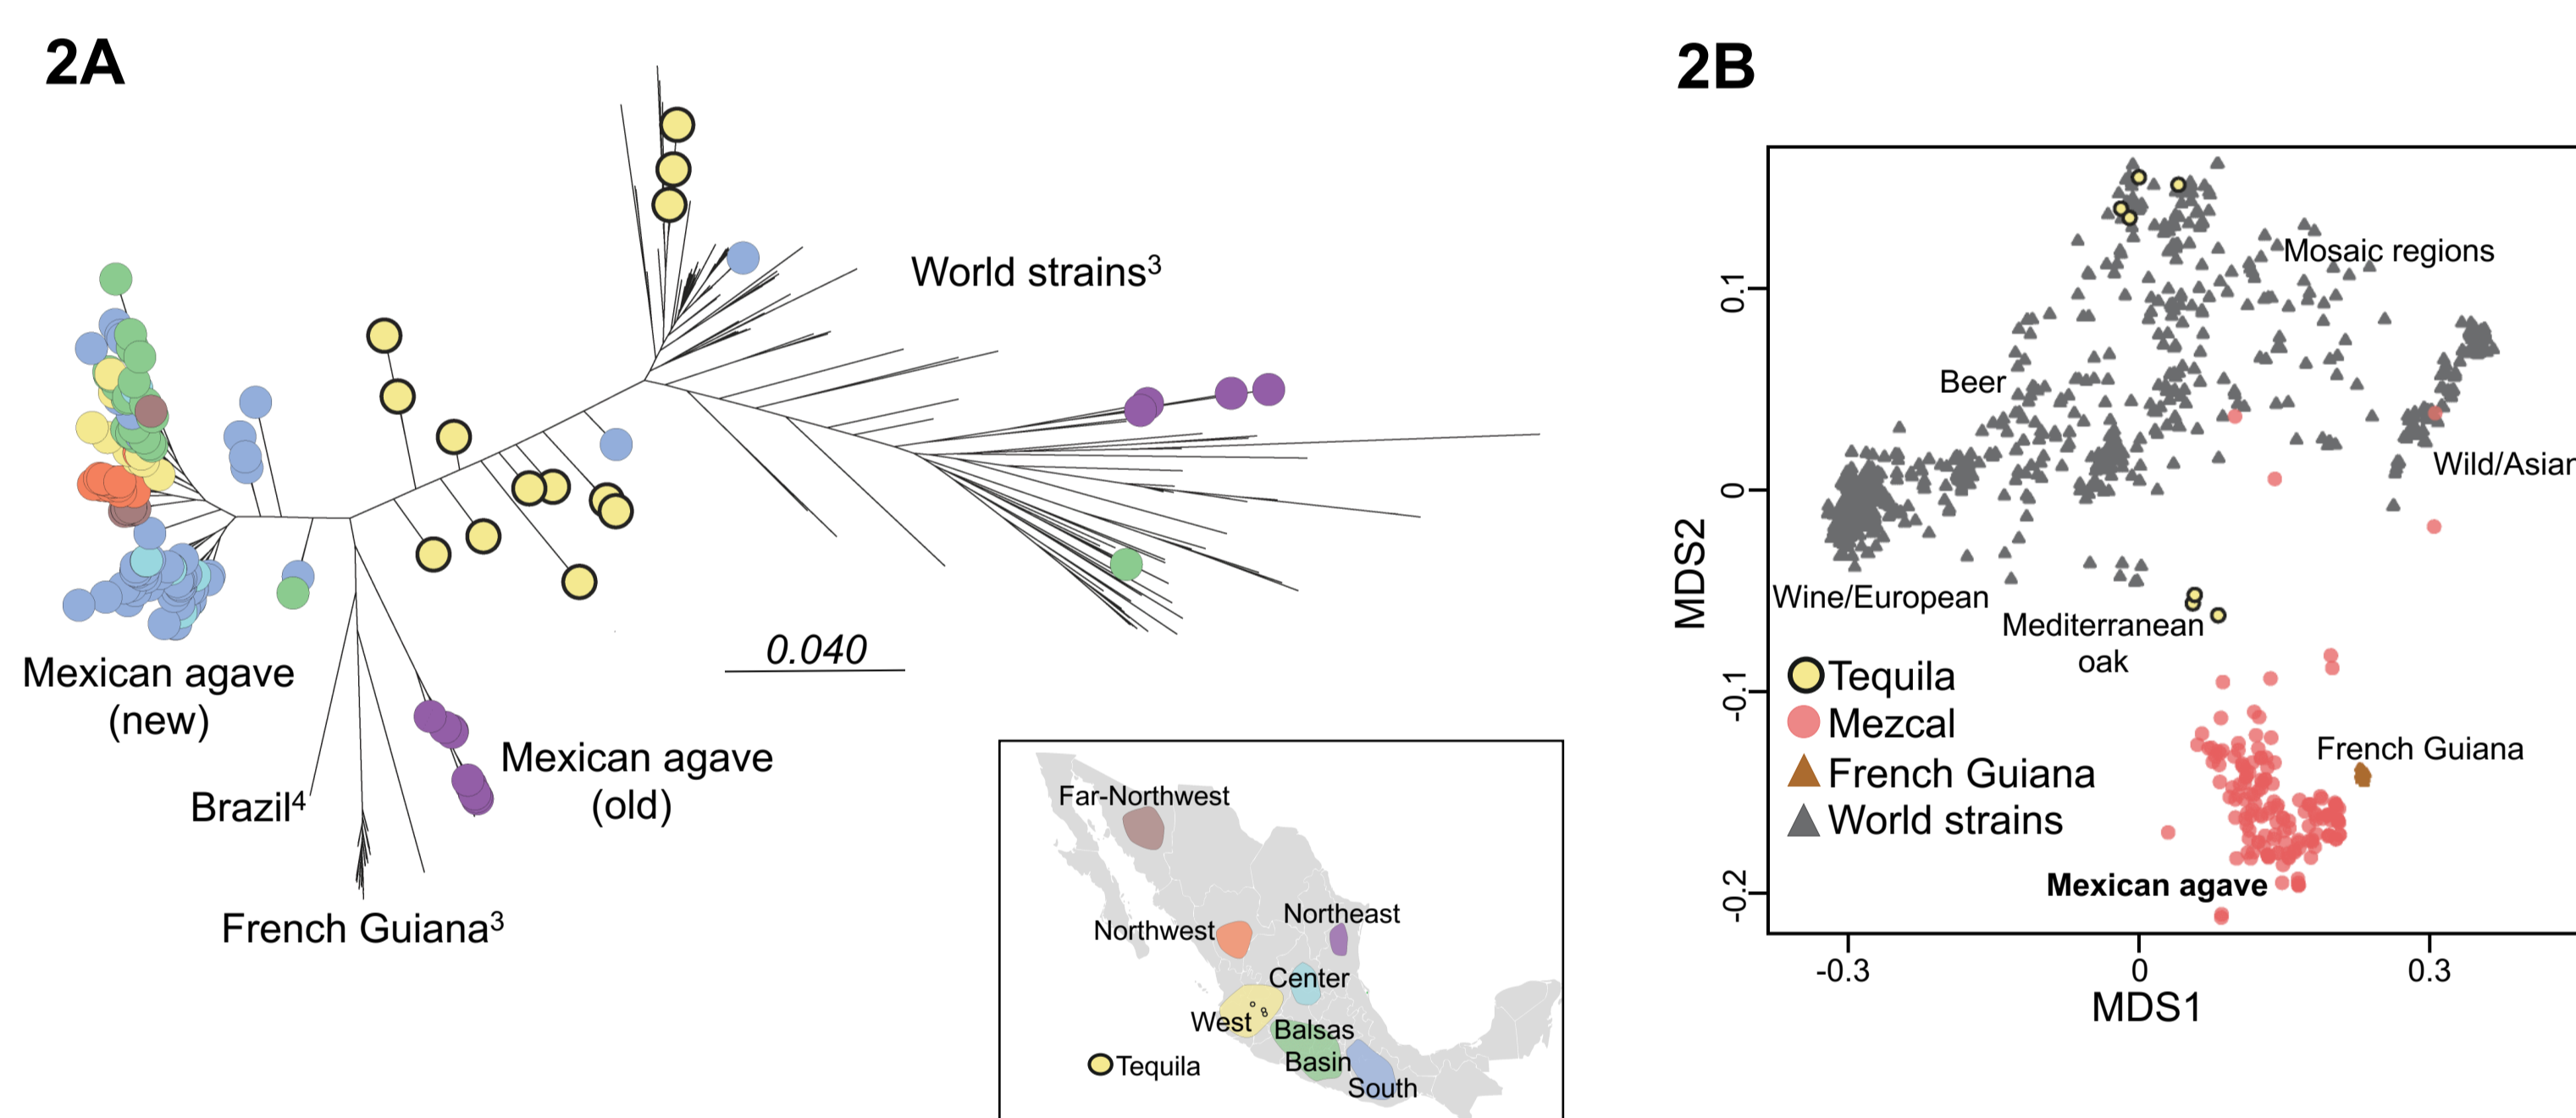 2A
World strains3
Mexican agave
(new)
0.040
Mexican agave
(old)
Brazil4
French Guiana3
Far-Northwest
Northeast
Northwest
Center
West
Balsas
Basin
South
Tequila
2B
MDS2
0.1
0
-0.1
-0.2
Mosaic regions
Beer
Wild/Asian
Wine/European
Mediterranean
oak
Tequila
Mezcal
French Guiana
World strains
French Guiana
Mexican agave
-0.3
0
0.3
MDS1